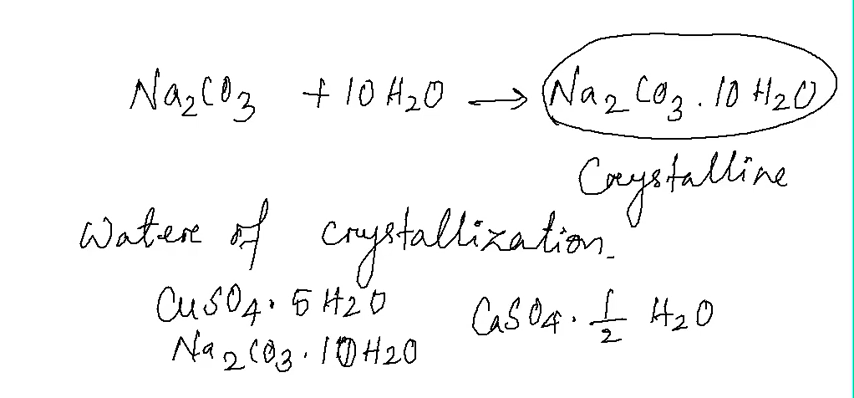 Na₂CO₃ + 10 H₂O ⟶ Na₂CO₃ . 10 H₂O
Crystalline
Water of crystallization.
CuSO₄ . 5 H₂O CaSO₄ . 1/2 H₂O
Na₂CO₃ . 10 H₂O